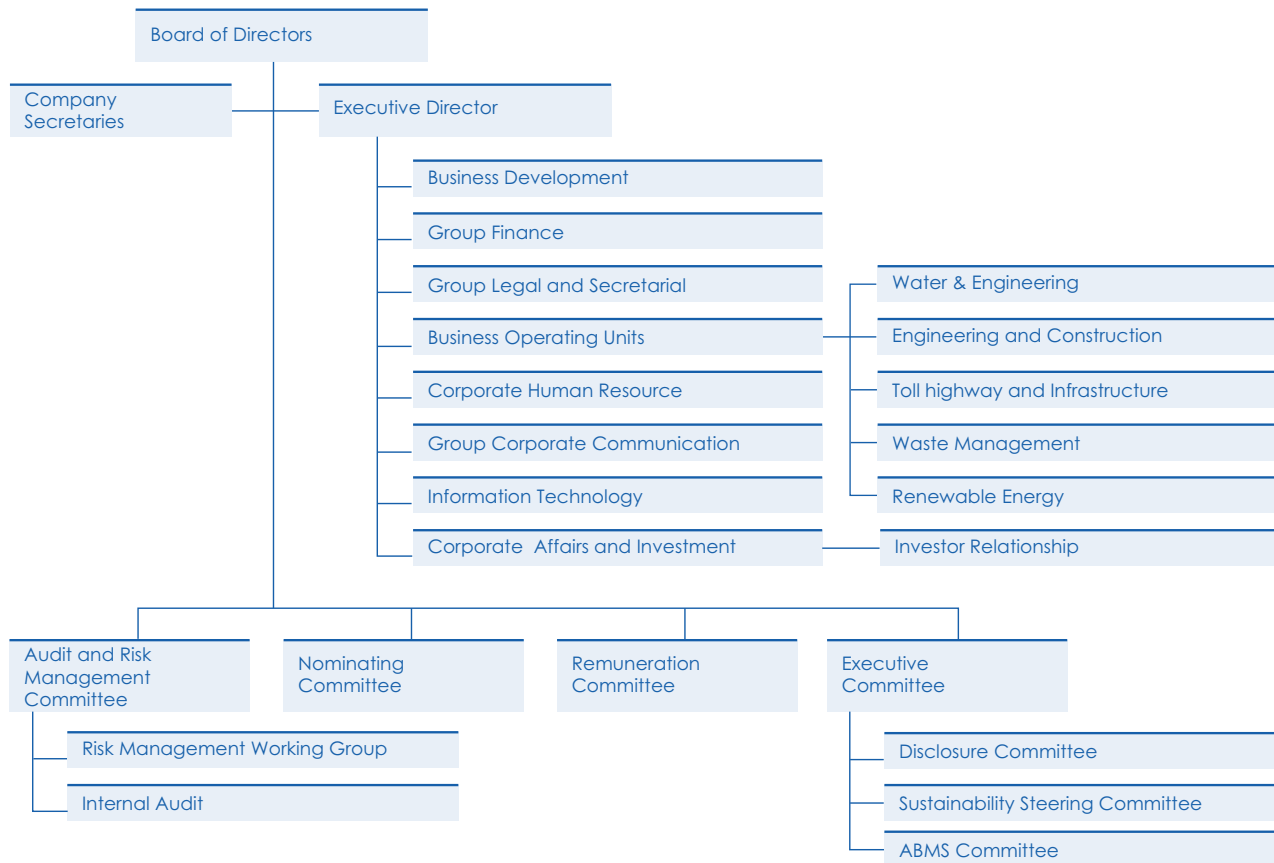 Board of Directors
Company
Secretaries
Executive Director
Business Development
Group Finance
Group Legal and Secretarial
Business Operating Units
Corporate Human Resource
Group Corporate Communication
Information Technology
Corporate Affairs and Investment
Water & Engineering
Engineering and Construction
Toll highway and Infrastructure
Waste Management
Renewable Energy
Investor Relationship
Audit and Risk
Management
Committee
Risk Management Working Group
Internal Audit
Nominating
Committee
Remuneration
Committee
Executive
Committee
Disclosure Committee
Sustainability Steering Committee
ABMS Committee